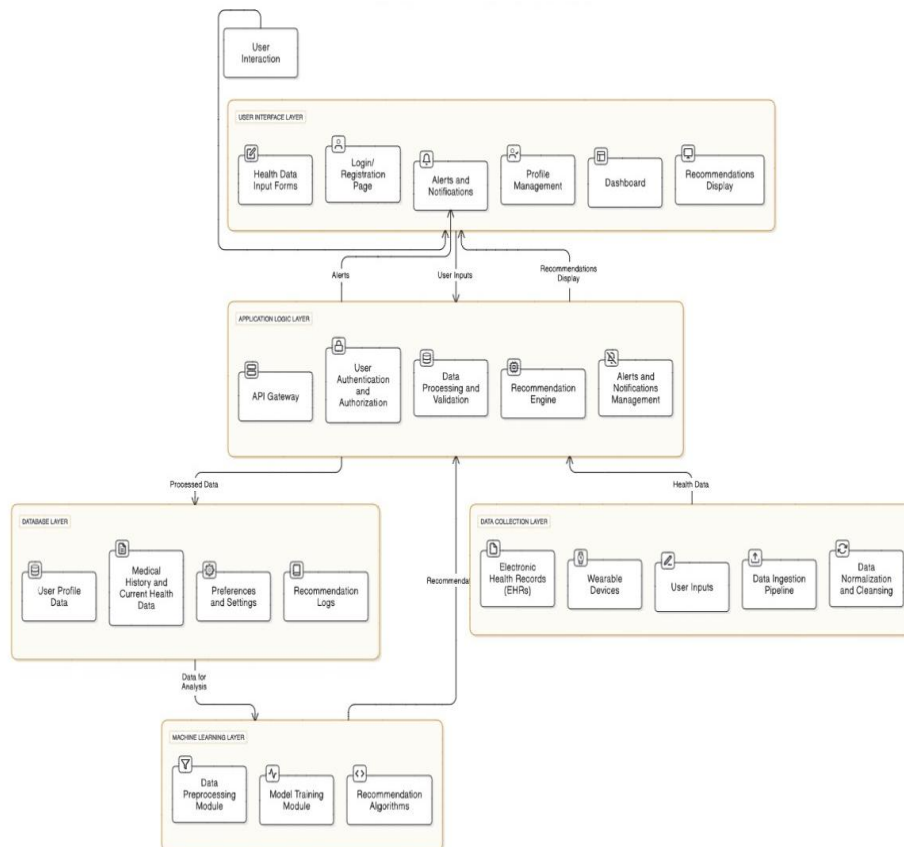 User
Interaction
USER INTERFACE LAYER
Health Data
Input Forms
Login/
Registration
Page
Alerts and
Notifications
Profile
Management
Dashboard
Recommendations
Display
Alerts
User Inputs
Recommendations
Display
APPLICATION LOGIC LAYER
API Gateway
User
Authentication
and
Authorization
Data
Processing and
Validation
Recommendation
Engine
Alerts and
Notifications
Management
Processed Data
Health Data
DATABASE LAYER
User Profile
Data
Medical
History and
Current Health
Data
Preferences
and Settings
Recommendation
Logs
Recommendat
DATA COLLECTION LAYER
Electronic
Health Records
(EHRs)
Wearable
Devices
User Inputs
Data Ingestion
Pipeline
Data
Normalization
and Cleansing
Data for
Analysis
MACHINE LEARNING LAYER
Data
Preprocessing
Module
Model Training
Module
Recommendation
Algorithms